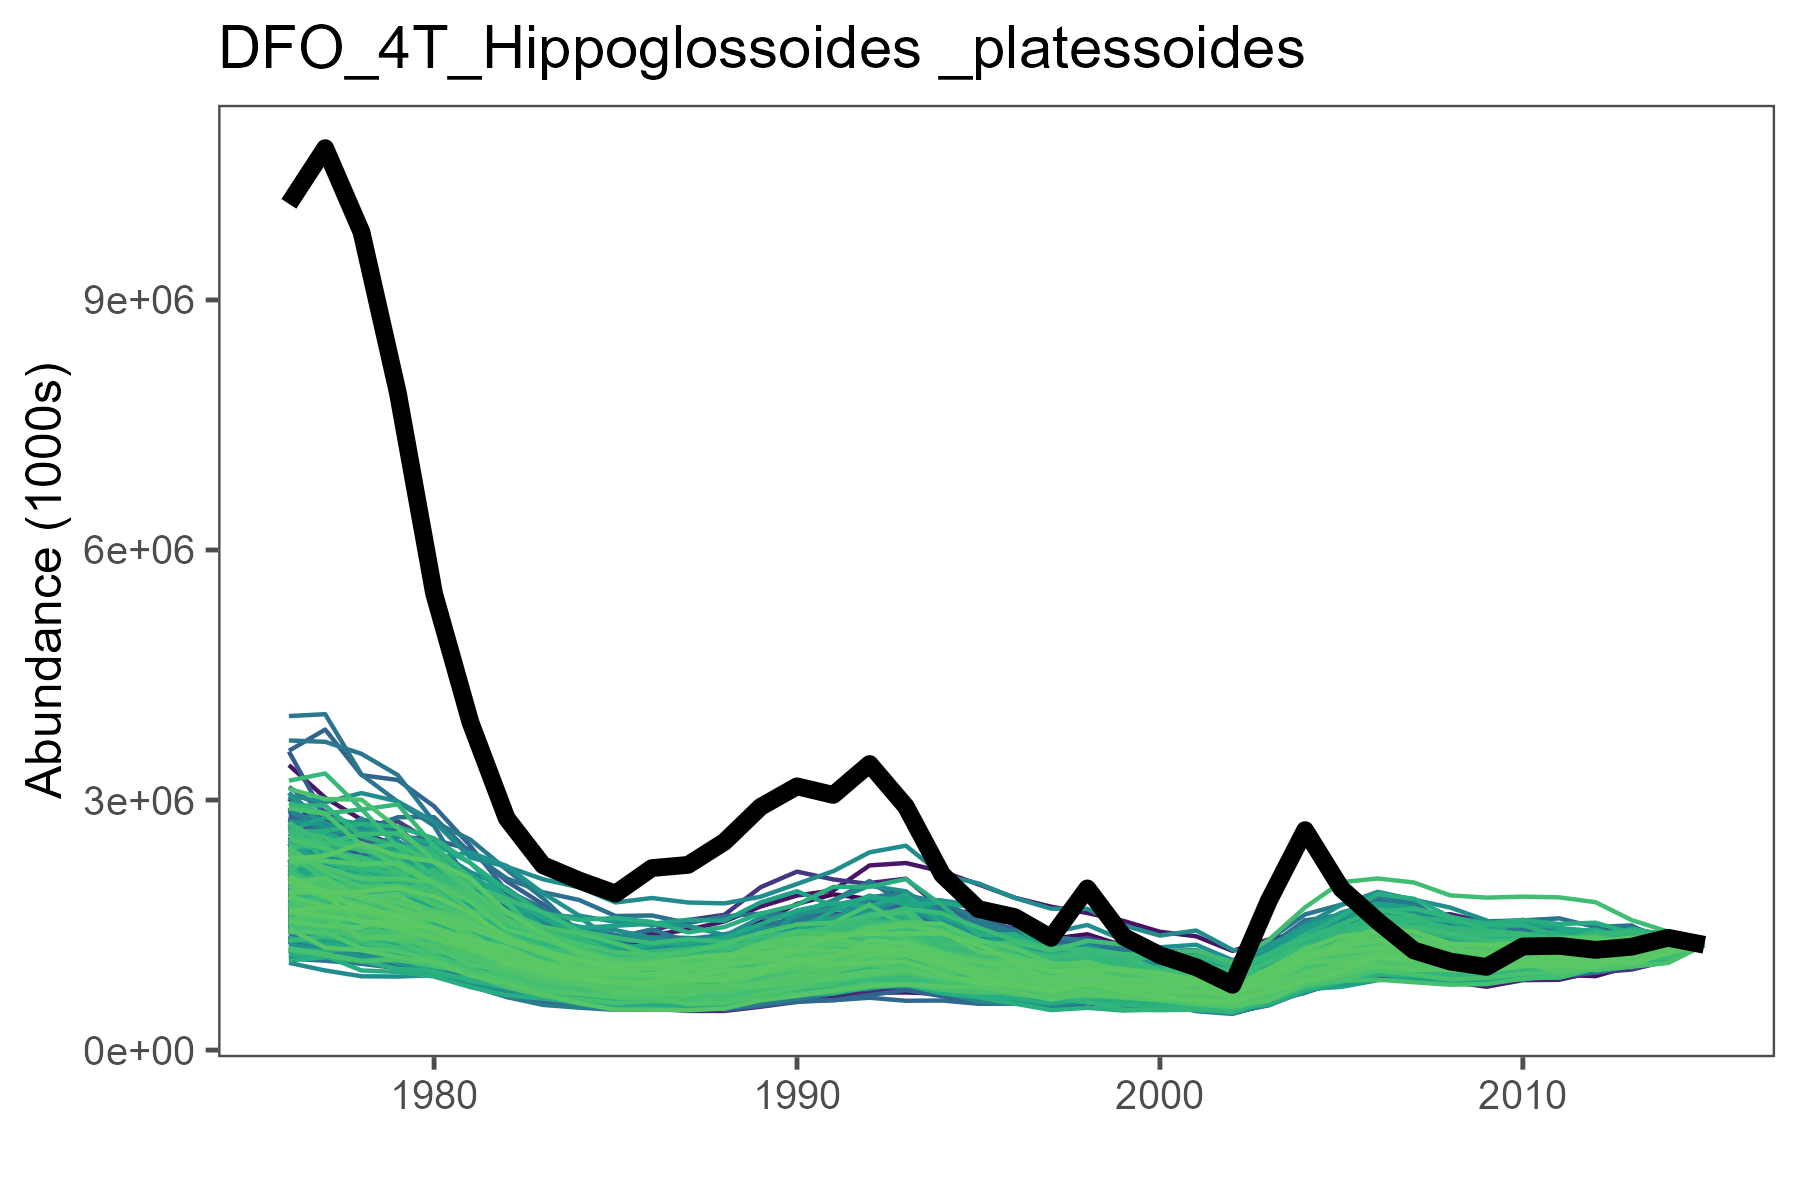 DFO_4T_Hippoglossoides _platessoides
Abundance (1000s)
9e+06
6e+06
3e+06
0e+00
1980 1990 2000 2010